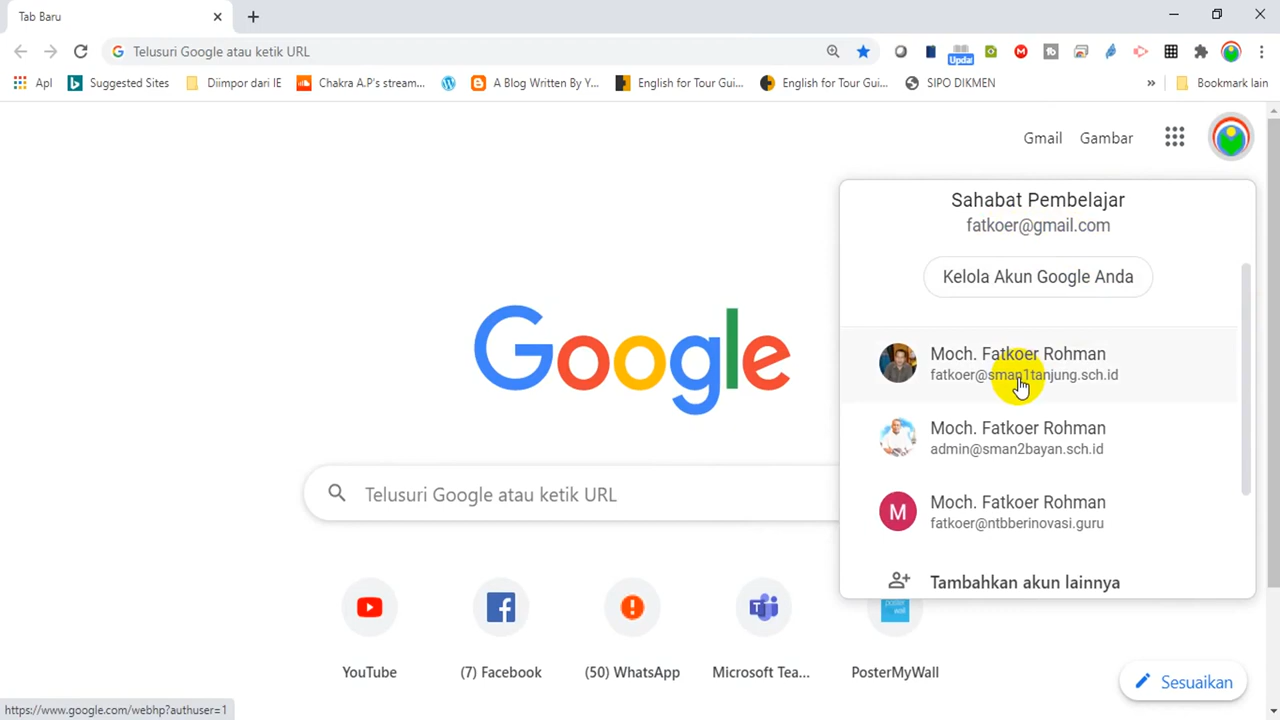 Tab Baru
Telusuri Google atau ketik URL
Updat
Apl
Suggested Sites
Diimpor dari IE
Chakra A.P's stream...
A Blog Written By Y...
English for Tour Gui...
English for Tour Gui...
SIPO DIKMEN
»
Bookmark lain
Gmail
Gambar
Sahabat Pembelajar
fatkoer@gmail.com
Kelola Akun Google Anda
Moch. Fatkoer Rohman
fatkoer@sman1tanjung.sch.id
Moch. Fatkoer Rohman
admin@sman2bayan.sch.id
M
Moch. Fatkoer Rohman
fatkoer@ntbberinovasi.guru
Tambahkan akun lainnya
Google
Telusuri Google atau ketik URL
poster
wall
YouTube
(7) Facebook
(50) WhatsApp
Microsoft Tea...
PosterMyWall
Sesuaikan
https://www.google.com/webhp?authuser=1